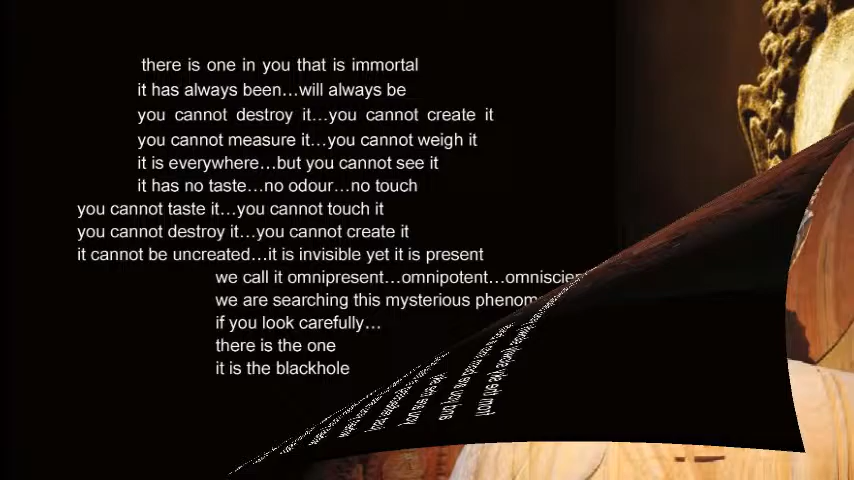 there is one in you that is immortal
it has always been...will always be
you cannot destroy it...you cannot create it
you cannot measure it...you cannot weigh it
it is everywhere...but you cannot see it
it has no taste...no odour...no touch
you cannot taste it...you cannot touch it
you cannot destroy it...you cannot create it
it cannot be uncreated...it is invisible yet it is present
we call it omnipresent...omnipotent...
we are searching this mysterious
if you look carefully...
there is the one
it is the blackhole